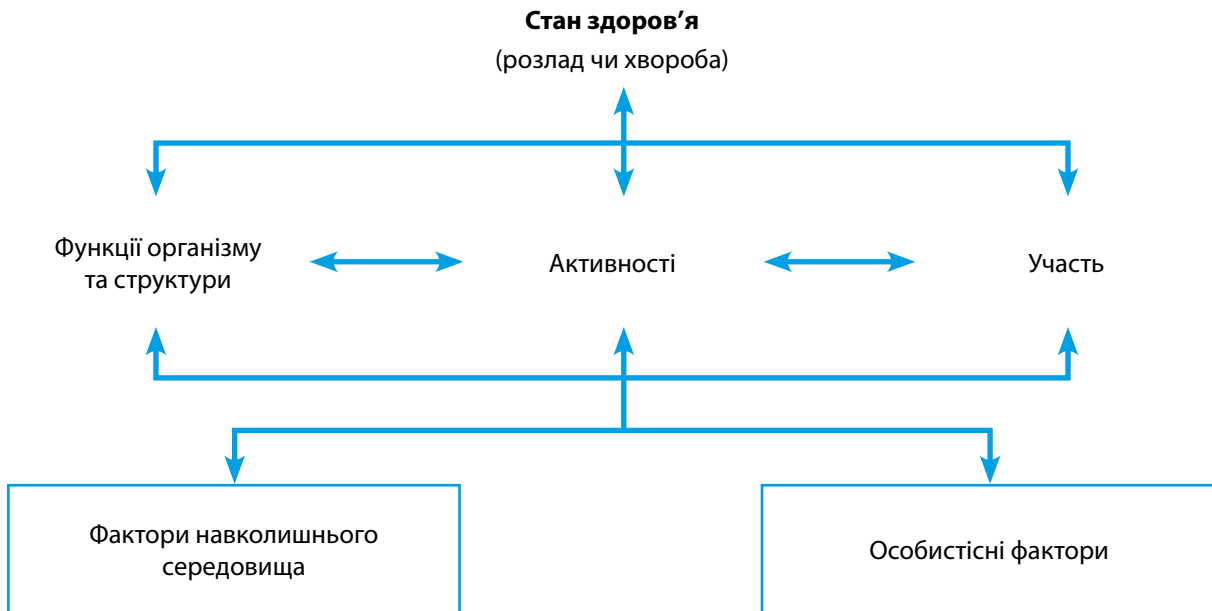 Стан здоров’я
(розлад чи хвороба)
Функції організму
та структури
Активності
Участь
Фактори навколишнього
середовища
Особистісні фактори